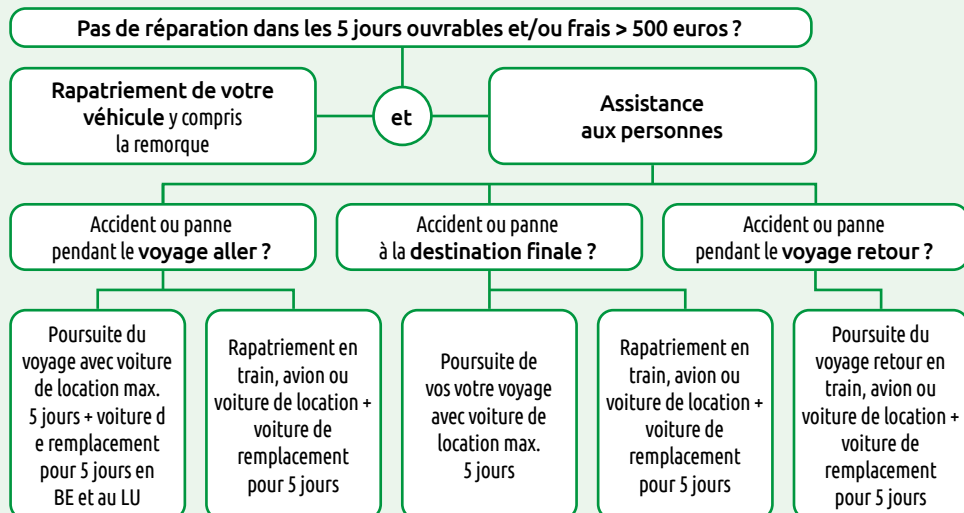 Pas de réparation dans les 5 jours ouvrables et/ou frais > 500 euros ?
Rapatriement de votre
véhicule y compris
la remorque
et
Assistance
aux personnes
Accident ou panne
pendant le voyage aller ?
Accident ou panne
à la destination finale ?
Accident ou panne
pendant le voyage retour ?
Poursuite du
voyage avec voiture
de location max.
5 jours + voiture d
e remplacement
pour 5 jours en
BE et au LU
Rapatriement en
train, avion ou
voiture de location +
voiture de
remplacement
pour 5 jours
Poursuite de
vos votre voyage
avec voiture de
location max.
5 jours
Rapatriement en
train, avion ou
voiture de location +
voiture de
remplacement
pour 5 jours
Poursuite du
voyage retour en
train, avion ou
voiture de location +
voiture de
remplacement
pour 5 jours